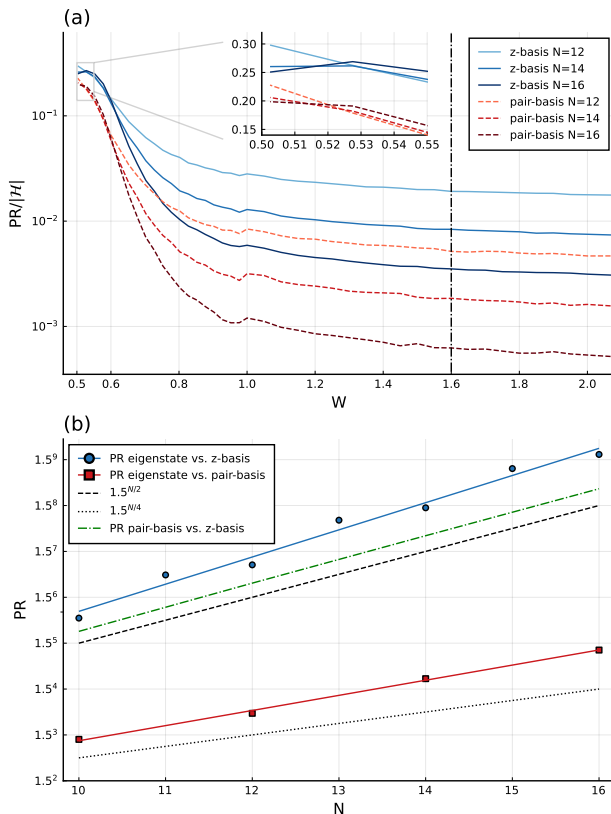 (a)
PR/|ℋ|
10⁻¹
10⁻²
10⁻³
0.30
0.25
0.20
0.15
0.50 0.51 0.52 0.53 0.54 0.55
z-basis N=12
z-basis N=14
z-basis N=16
pair-basis N=12
pair-basis N=14
pair-basis N=16
0.5 0.6 0.8 1.0 1.2 1.4 1.6 1.8 2.0
W
(b)
PR
1.5⁹
1.5⁸
1.5⁷
1.5⁶
1.5⁵
1.5⁴
1.5³
1.5²
PR eigenstate vs. z-basis
PR eigenstate vs. pair-basis
1.5^{N/2}
1.5^{N/4}
PR pair-basis vs. z-basis
10 11 12 13 14 15 16
N